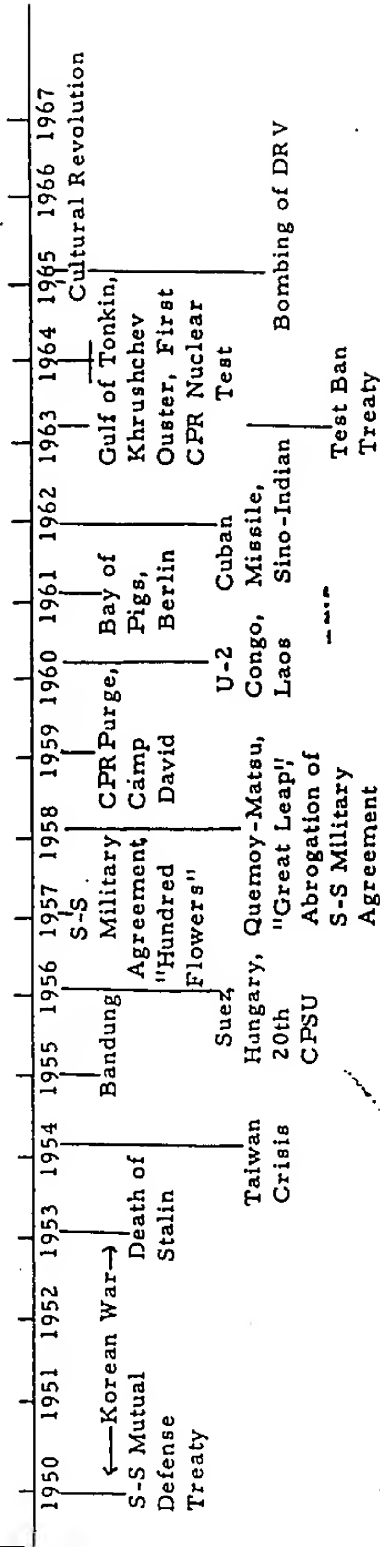 1950 1951 1952 1953 1954 1955 1956 1957 1958 1959 1960 1961 1962 1963 1964 1965 1966 1967
←Korean War→
S-S Mutual
Defense
Treaty
Death of
Stalin
Taiwan
Crisis
Bandung
Suez,
Hungary,
20th
CPSU
S-S
Military
Agreement,
"Hundred
Flowers"
Quemoy-Matsu,
"Great Leap",
Abrogation of
S-S Military
Agreement
CPR Purge,
Camp
David
U-2
Congo,
Laos
Bay of
Pigs,
Berlin
Cuban
Missile,
Sino-Indian
Test Ban
Treaty
Gulf of Tonkin,
Khrushchev
Ouster, First
CPR Nuclear
Test
Cultural Revolution
Bombing of DRV